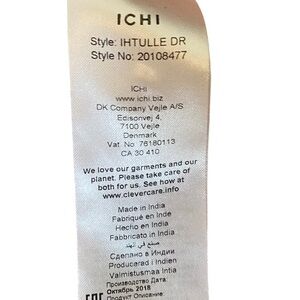 ICHI
Style: IHTULLE DR
Style No: 20108477
ICHI
www.ichi.biz
DK Company Vejle A/S
Edisonvej 4,
7100 Vejle
Denmark
Vat. No: 76180113
CA 30 410
We love our garments and our
planet. Please take care of
both for us. See how at
www.clevercare.info
Made in India
Fabriqué en Inde
Hecho en India
Fabbricato in India
صنع في الهند
Сделано в Индии
Producerad i Indien
Valmistusmaa Intia
Производство Дата
Октябрь 2018
Продукт Описание: